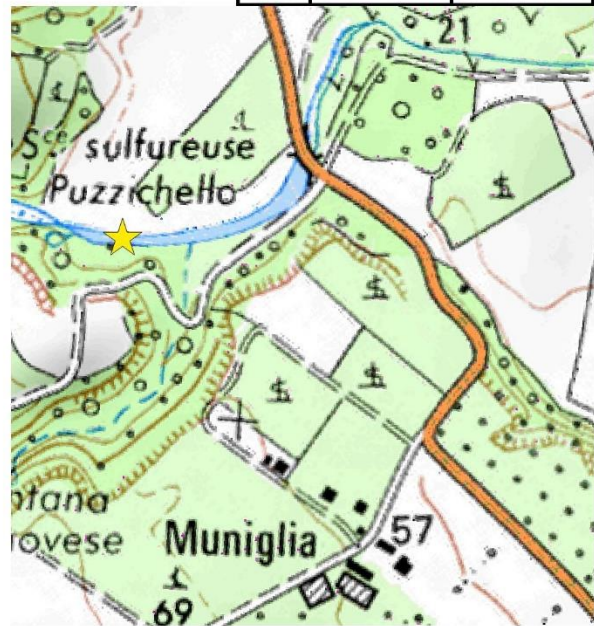 21
Sce sulfureuse
Puzzichello
ntana
ovese
Muniglia
57
69